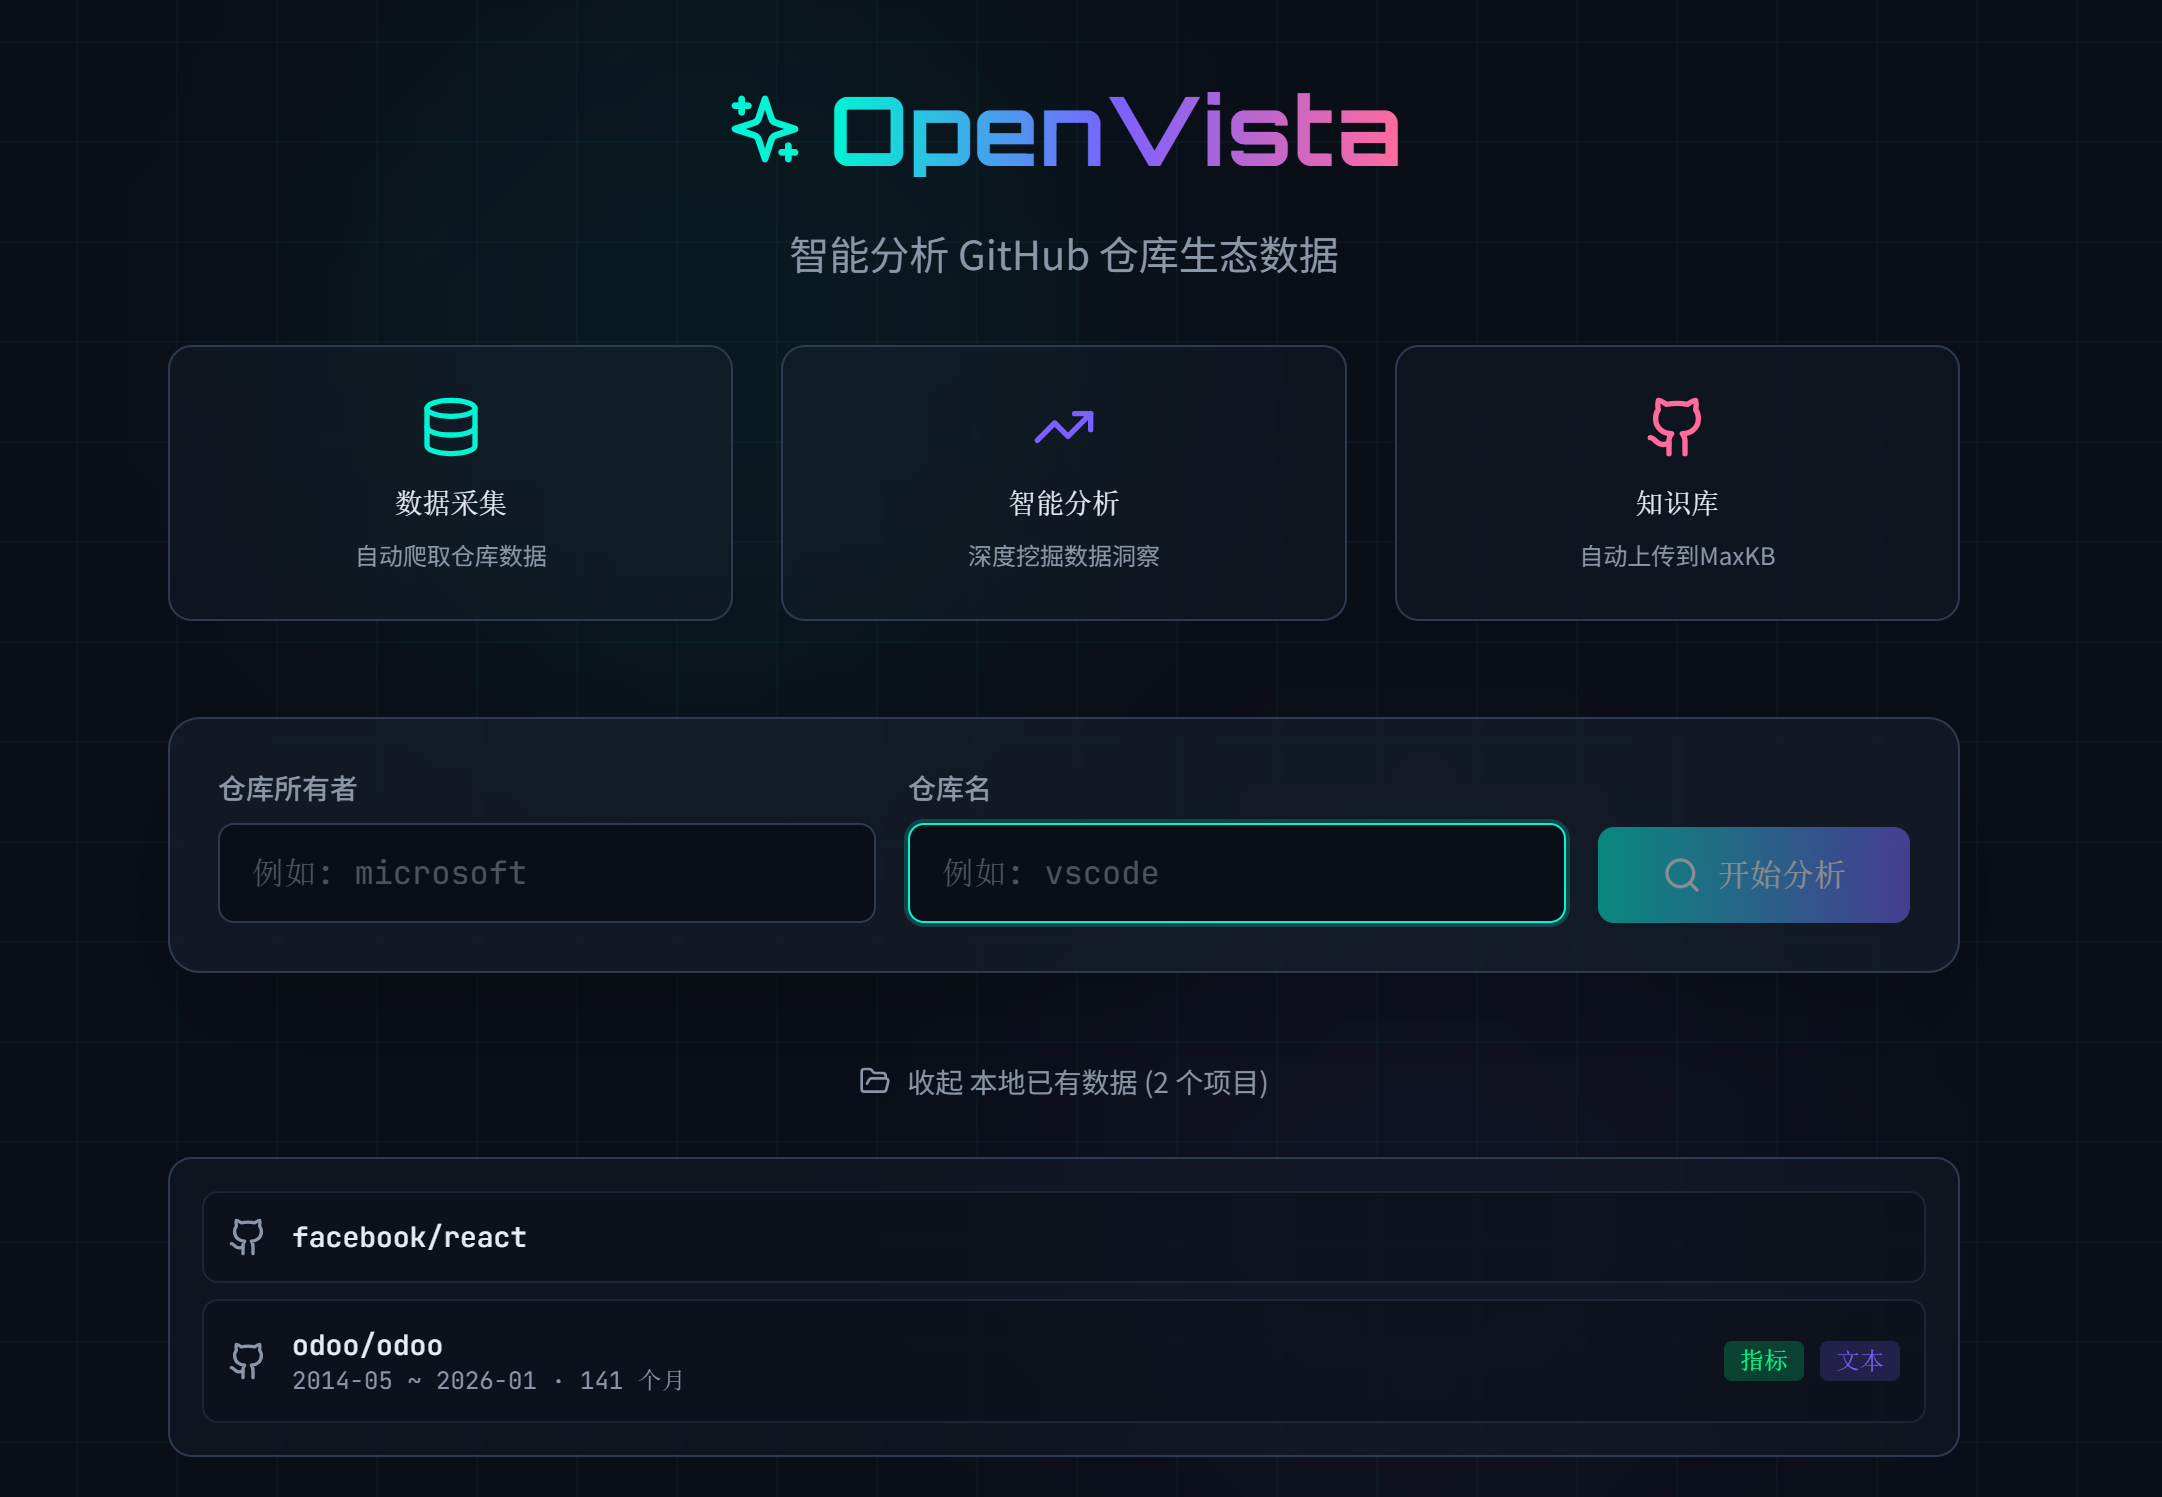 OpenVista
智能分析 GitHub 仓库生态数据
数据采集
自动爬取仓库数据
智能分析
深度挖掘数据洞察
知识库
自动上传到MaxKB
仓库所有者
例如: microsoft
仓库名
例如: vscode
开始分析
收起 本地已有数据 (2 个项目)
facebook/react
odoo/odoo
2014-05 ~ 2026-01 · 141 个月
指标
文本